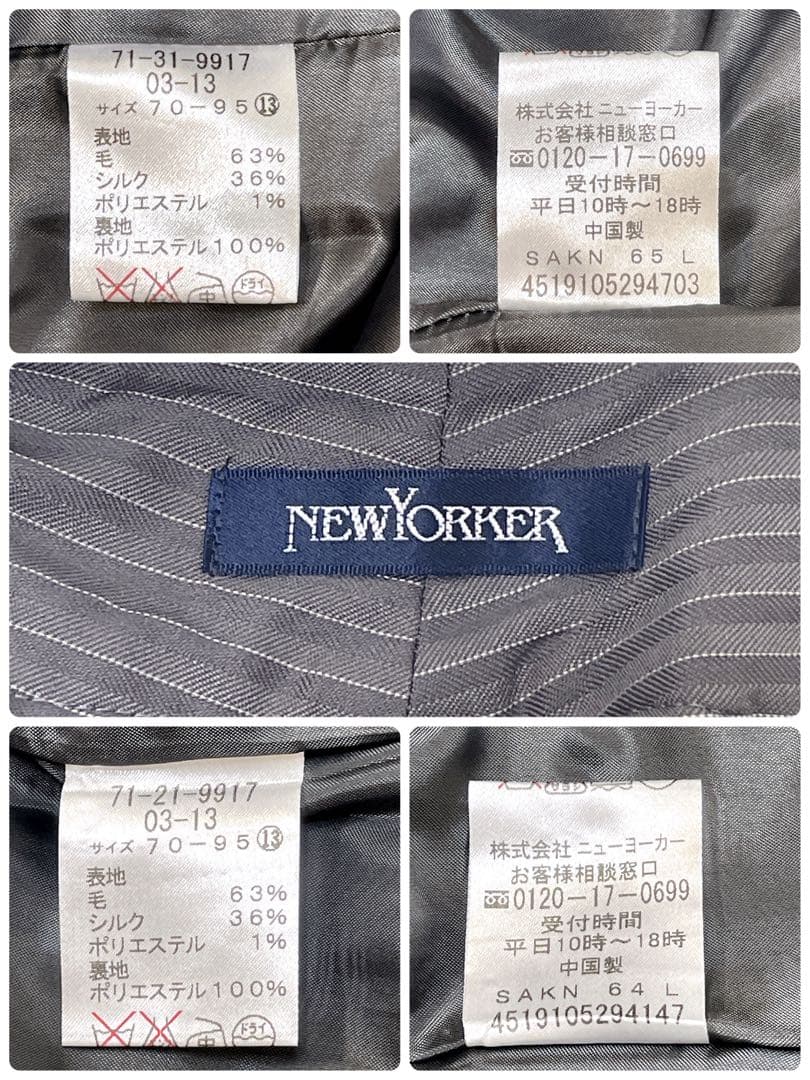 71-31-9917
03-13
サイズ 70-95⑬
表地
毛 63%
シルク 36%
ポリエステル 1%
裏地
ポリエステル100%
中
ドライ
株式会社 ニューヨーカー
お客様相談窓口
0120-17-0699
受付時間
平日10時〜18時
中国製
SAKN 65 L
4519105294703
NEWYORKER
71-21-9917
03-13
サイズ 70-95⑬
表地
毛 63%
シルク 36%
ポリエステル 1%
裏地
ポリエステル100%
中
ドライ
株式会社 ニューヨーカー
お客様相談窓口
0120-17-0699
受付時間
平日10時〜18時
中国製
SAKN 64 L
4519105294147